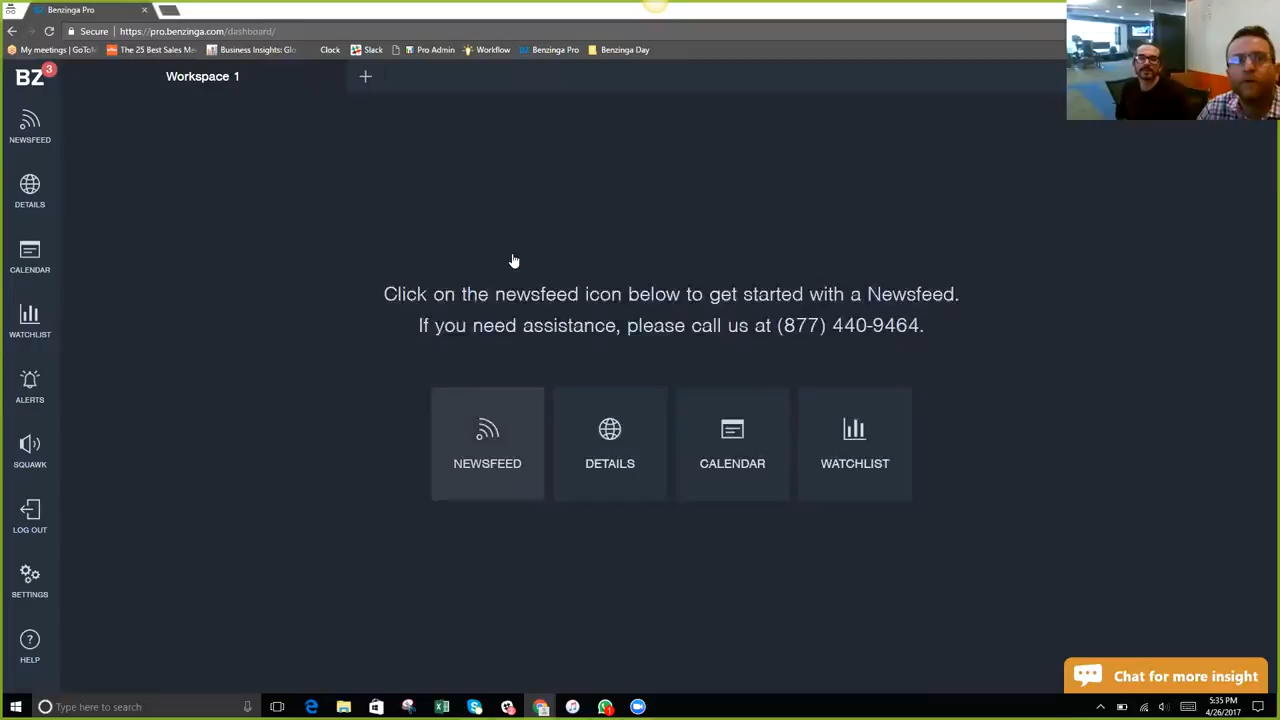 Benzinga Pro
Secure https://pro.benzinga.com/dashboard/
My meetings | GoTo
The 25 Best Sales Me
Business Insights: Glo
Clock
Slack
Pro Admin
Workflow
Benzinga Pro
Benzinga Day
BZ 3
Workspace 1
NEWSFEED
DETAILS
CALENDAR
WATCHLIST
ALERTS
SQUAWK
LOG OUT
SETTINGS
HELP
Click on the newsfeed icon below to get started with a Newsfeed.
If you need assistance, please call us at (877) 440-9464.
NEWSFEED
DETAILS
CALENDAR
WATCHLIST
Chat for more insight
Type here to search
5:35 PM
4/26/2017